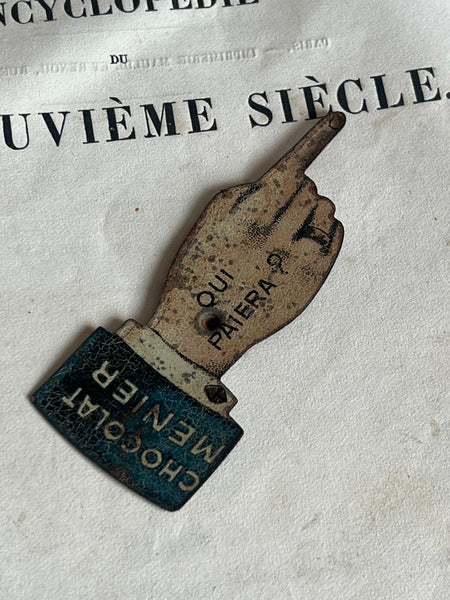 NCYCLOPÉDIE
DU
UVIÈME SIÈCLE.
QUI
PAIERA ?
CHOCOLAT
MENIER